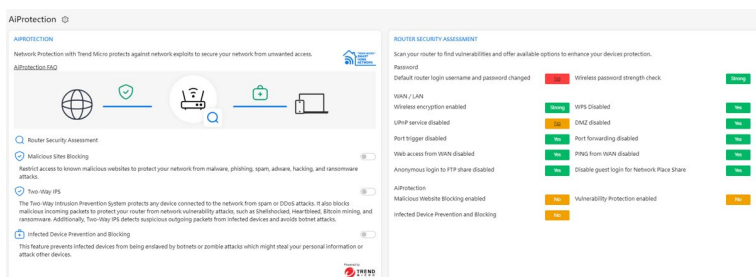 AiProtection
AIPROTECTION
Network Protection with Trend Micro protects against network exploits to secure your network from unwanted access.
TREND MICRO
SMART
HOME
NETWORK
AiProtection FAQ
Router Security Assessment
Malicious Sites Blocking
Restrict access to known malicious websites to protect your network from malware, phishing, spam, adware, hacking, and ransomware
attacks.
Two-Way IPS
The Two-Way Intrusion Prevention System protects any device connected to the network from spam or DDoS attacks. It also blocks
malicious incoming packets to protect your router from network vulnerability attacks, such as Shellshocked, Heartbleed, Bitcoin mining, and
ransomware. Additionally, Two-Way IPS detects suspicious outgoing packets from infected devices and avoids botnet attacks.
Infected Device Prevention and Blocking
This feature prevents infected devices from being enslaved by botnets or zombie attacks which might steal your personal information or
attack other devices.
Powered by
TREND
ROUTER SECURITY ASSESSMENT
Scan your router to find vulnerabilities and offer available options to enhance your devices protection.
Password
Default router login username and password changed No Wireless password strength check Strong
WAN / LAN
Wireless encryption enabled Strong WPS Disabled Yes
UPnP service disabled No DMZ disabled Yes
Port trigger disabled Yes Port forwarding disabled Yes
Web access from WAN disabled Yes PING from WAN disabled Yes
Anonymous login to FTP share disabled Yes Disable guest login for Network Place Share Yes
AiProtection
Malicious Website Blocking enabled No Vulnerability Protection enabled No
Infected Device Prevention and Blocking No